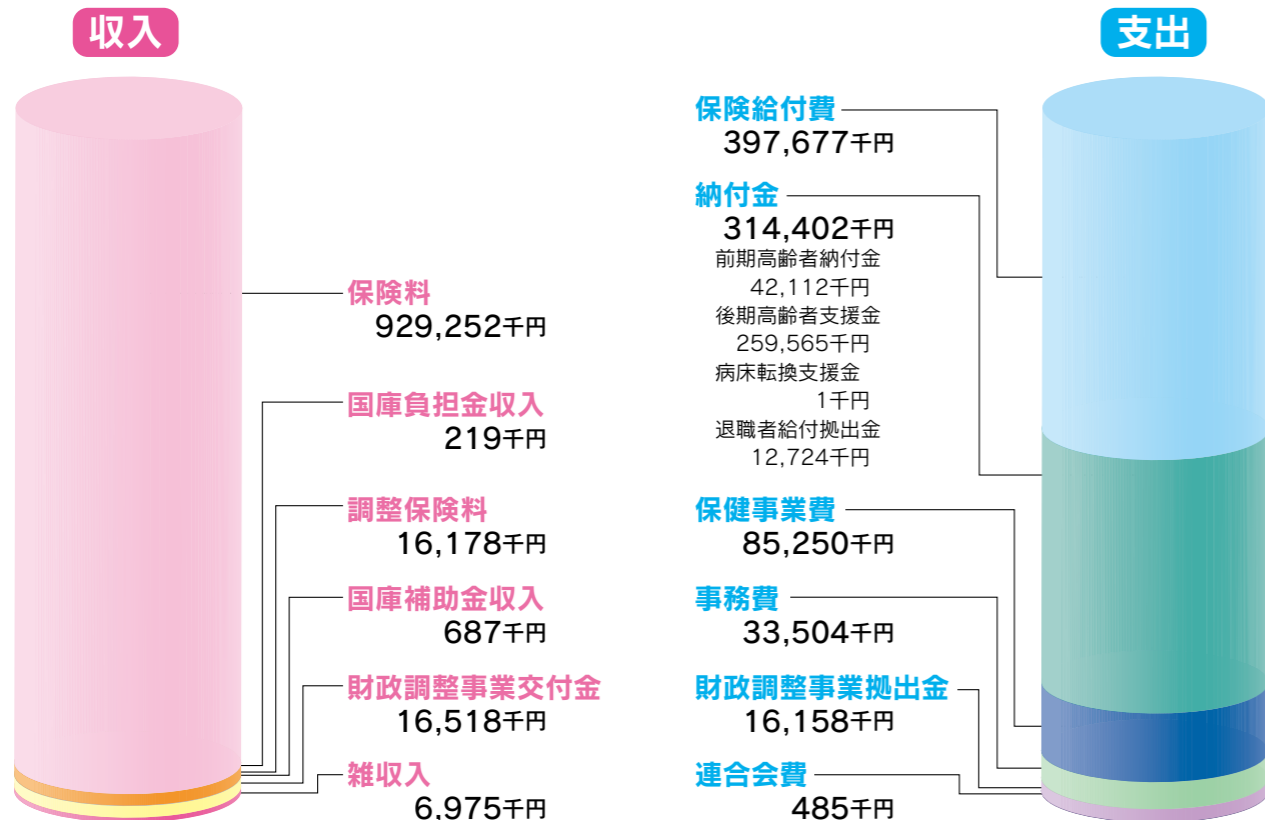 収入
保険料
929,252千円
国庫負担金収入
219千円
調整保険料
16,178千円
国庫補助金収入
687千円
財政調整事業交付金
16,518千円
雑収入
6,975千円
支出
保険給付費
397,677千円
納付金
314,402千円
前期高齢者納付金
42,112千円
後期高齢者支援金
259,565千円
病床転換支援金
1千円
退職者給付拠出金
12,724千円
保健事業費
85,250千円
事務費
33,504千円
財政調整事業拠出金
16,158千円
連合会費
485千円